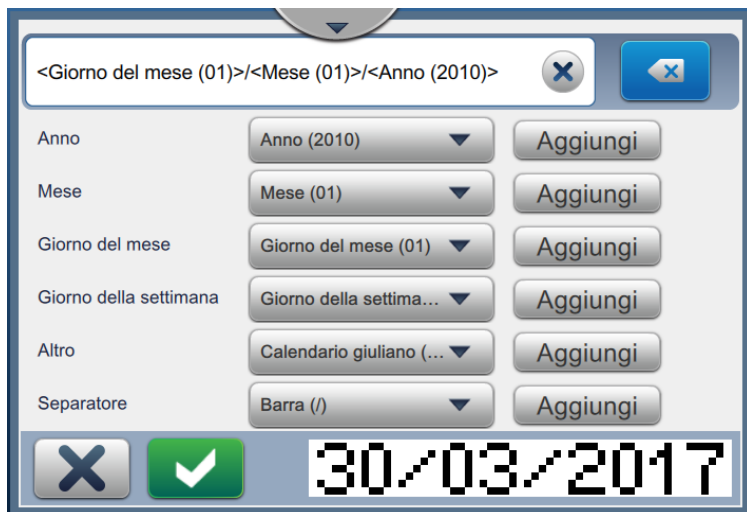 <Giorno del mese (01)>/<Mese (01)>/<Anno (2010)>
Anno Anno (2010) Aggiungi
Mese Mese (01) Aggiungi
Giorno del mese Giorno del mese (01) Aggiungi
Giorno della settimana Giorno della settima... Aggiungi
Altro Calendario giuliano (... Aggiungi
Separatore Barra (/) Aggiungi
30/03/2017